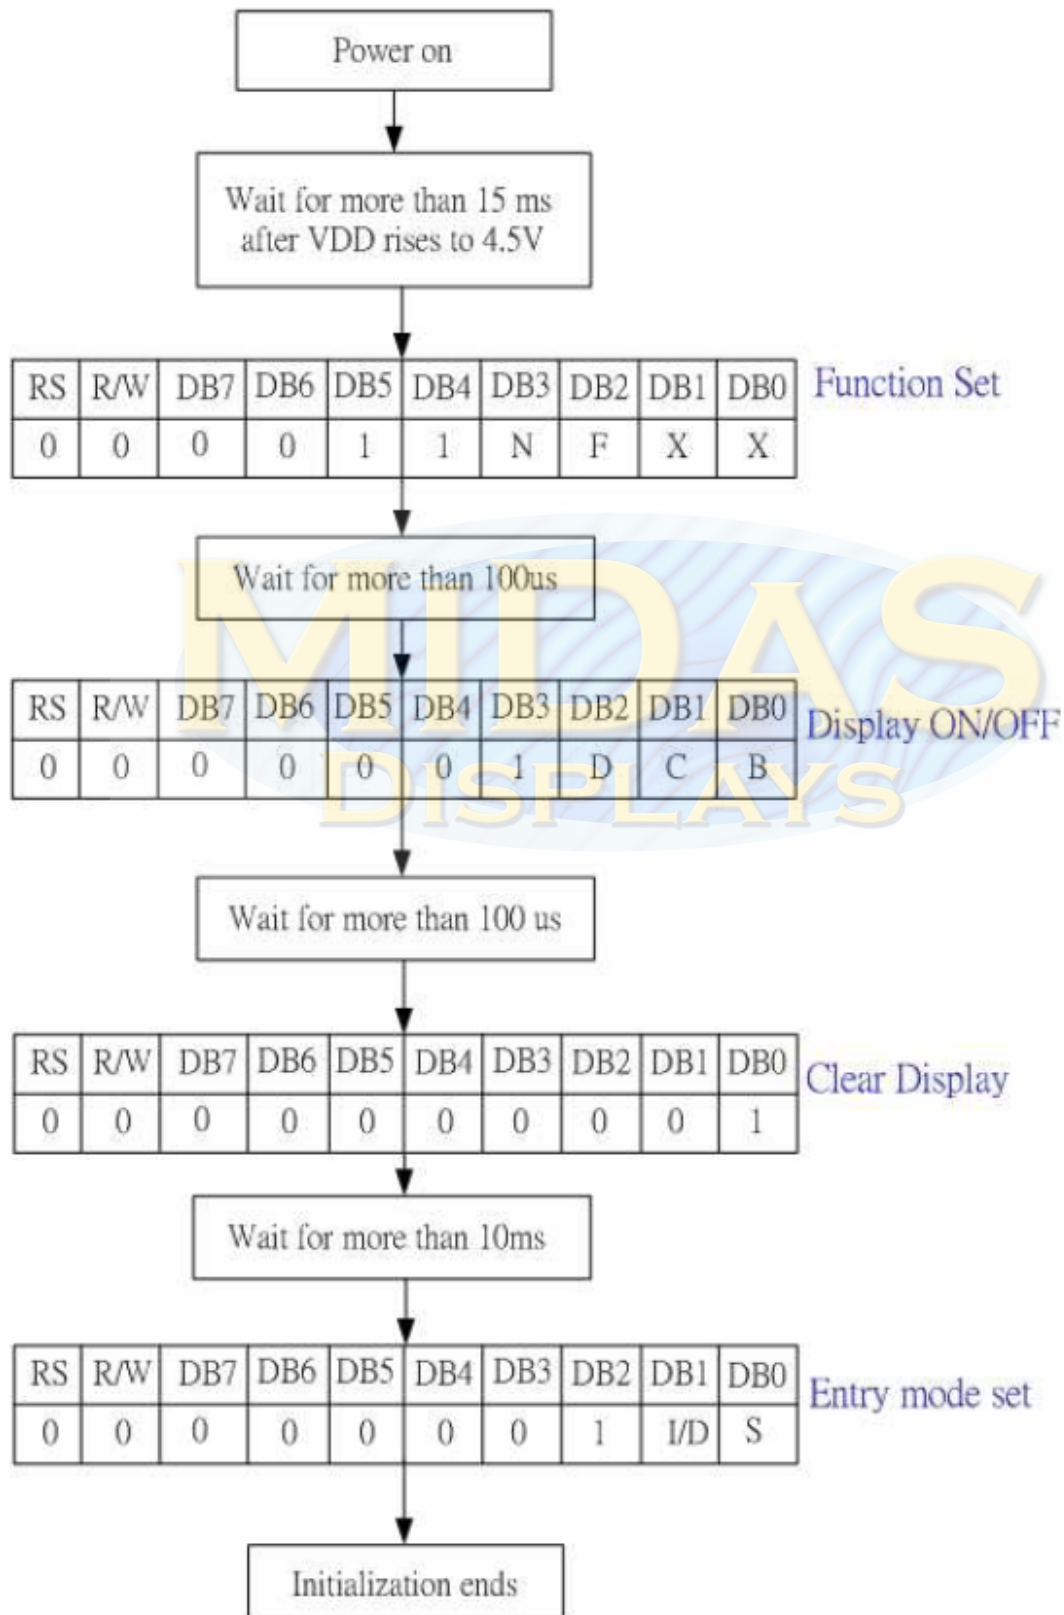 Power on
Wait for more than 15 ms
after VDD rises to 4.5V
RS R/W DB7 DB6 DB5 DB4 DB3 DB2 DB1 DB0 Function Set
0 0 0 0 1 1 N F X X
Wait for more than 100us
RS R/W DB7 DB6 DB5 DB4 DB3 DB2 DB1 DB0 Display ON/OFF
0 0 0 0 0 0 1 D C B
MIDAS
DISPLAYS
Wait for more than 100 us
RS R/W DB7 DB6 DB5 DB4 DB3 DB2 DB1 DB0 Clear Display
0 0 0 0 0 0 0 0 0 1
Wait for more than 10ms
RS R/W DB7 DB6 DB5 DB4 DB3 DB2 DB1 DB0 Entry mode set
0 0 0 0 0 0 0 1 I/D S
Initialization ends